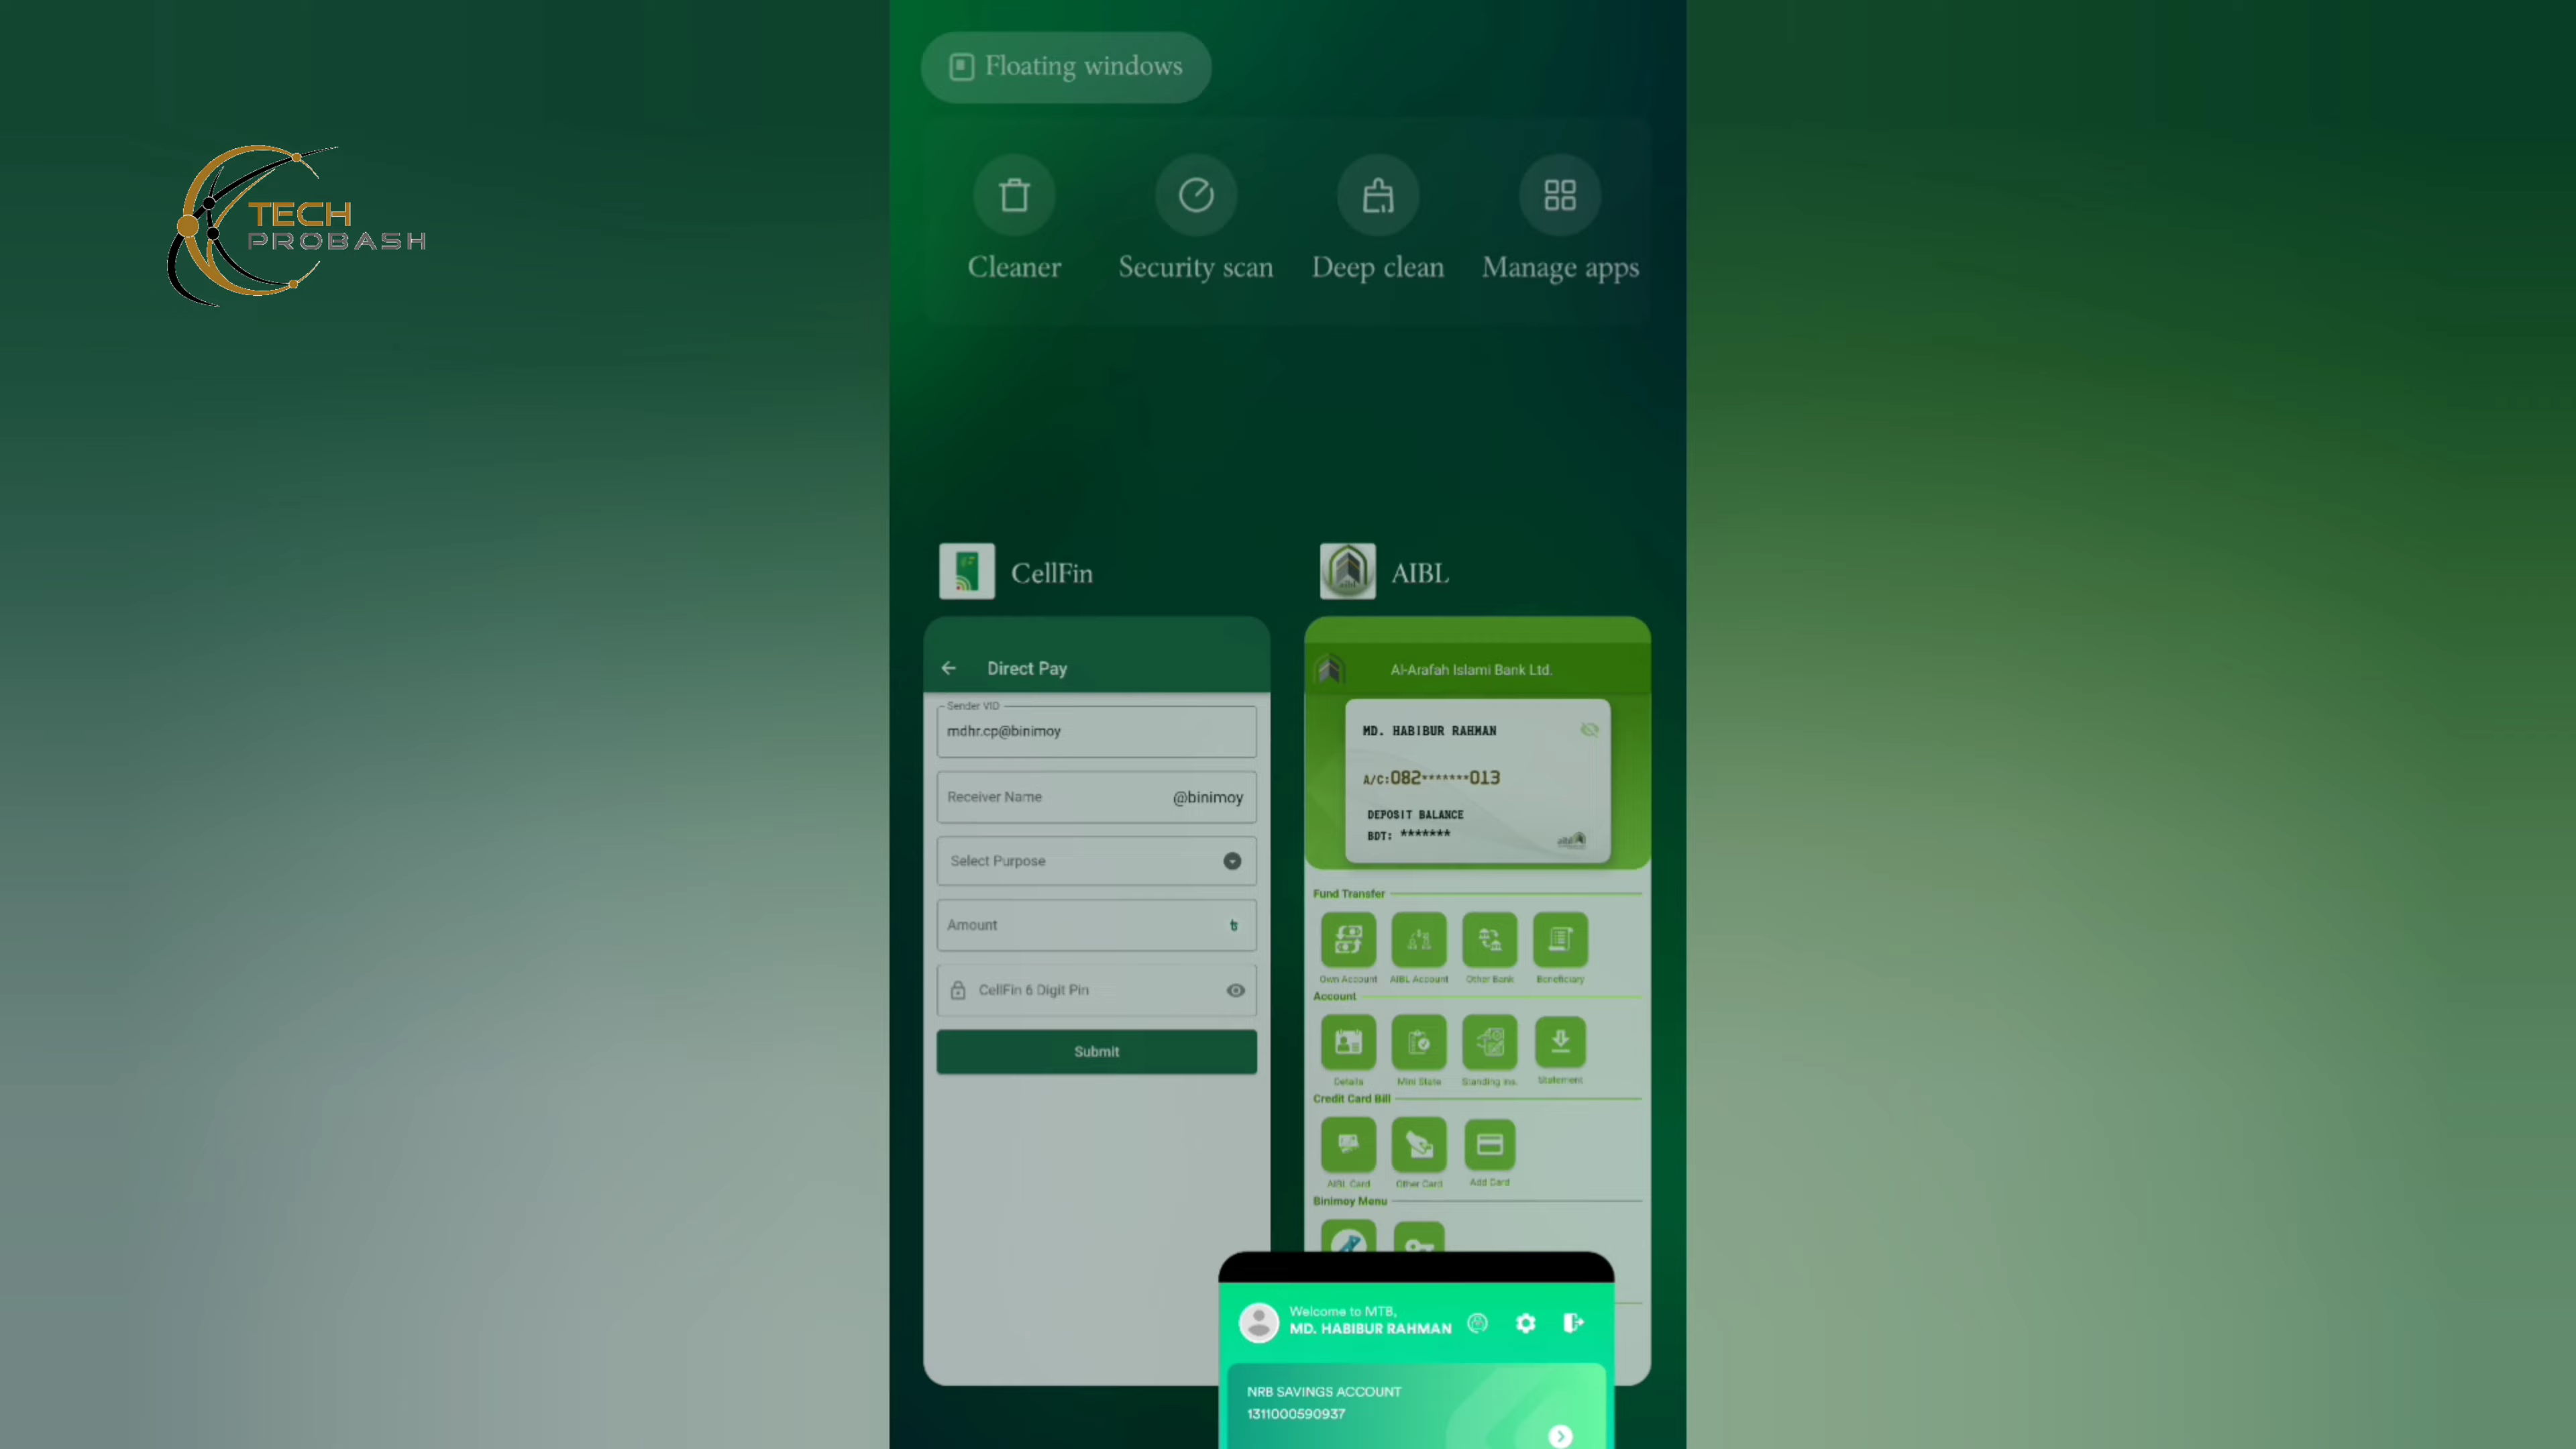 TECH
PROBASH
Floating windows
Cleaner
Security scan
Deep clean
Manage apps
CellFin
Direct Pay
Sender VID
mdhr.cp@binimoy
Receiver Name
@binimoy
Select Purpose
Amount
৳
CellFin 6 Digit Pin
Submit
AIBL
Al-Arafah Islami Bank Ltd.
MD. HABIBUR RAHMAN
A/C:082*******013
DEPOSIT BALANCE
BDT: *******
Fund Transfer
Own Account
AIBL Account
Other Bank
Beneficiary
Account
Details
Mini State
Standing Ins.
Statement
Credit Card Bill
AIBL Card
Other Card
Add Card
Binimoy Menu
Welcome to MTB,
MD. HABIBUR RAHMAN
NRB SAVINGS ACCOUNT
1311000590937